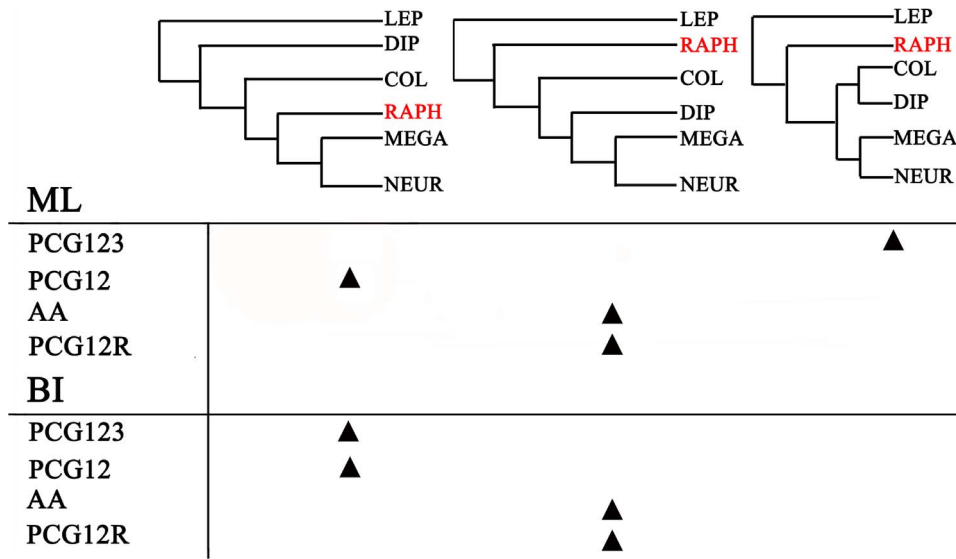 LEP
DIP
COL
RAPH
MEGA
NEUR
LEP
RAPH
COL
DIP
MEGA
NEUR
LEP
RAPH
COL
DIP
MEGA
NEUR
ML
PCG123
PCG12
AA
PCG12R
BI
PCG123
PCG12
AA
PCG12R